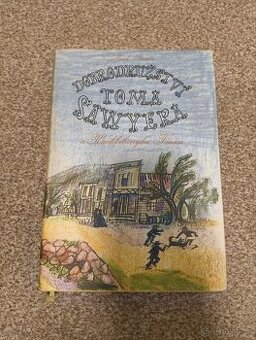 DOBRODRUŽSTVÍ
TOMA
SAWYERA
a Huckleberryho Finna